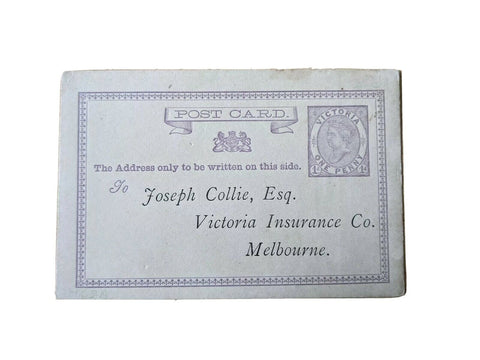 POST CARD.
VICTORIA
ONE PENNY
The Address only to be written on this side.
To
Joseph Collie, Esq.
Victoria Insurance Co.
Melbourne.